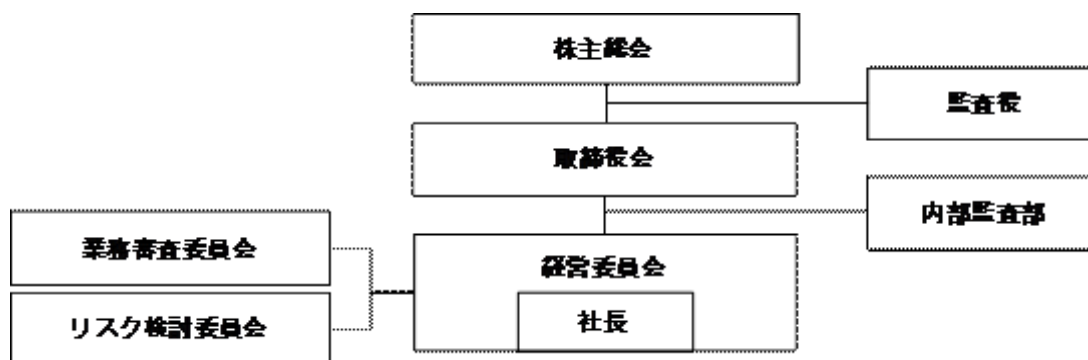 株主総会
監査役
取締役会
内部監査部
業務審査委員会
経営委員会
リスク検討委員会
社長